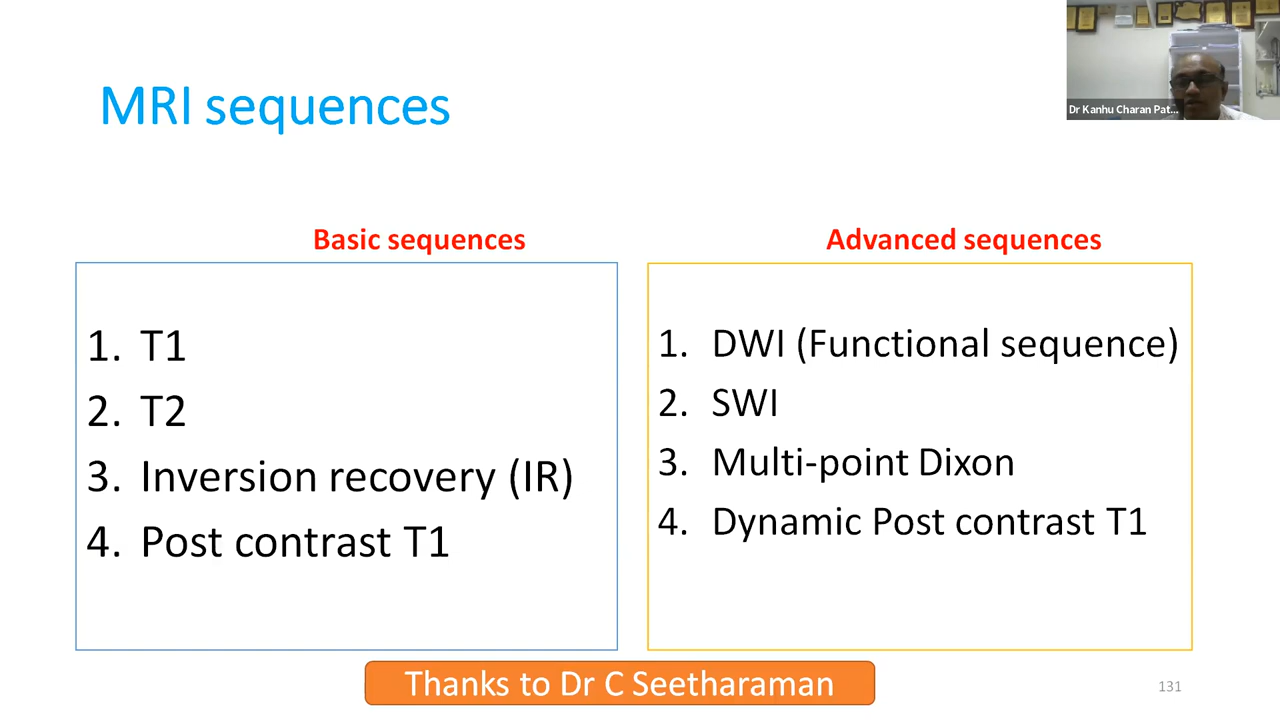 MRI sequences
Dr Kanhu Charan Pat...
Basic sequences
1. T1
2. T2
3. Inversion recovery (IR)
4. Post contrast T1
Advanced sequences
1. DWI (Functional sequence)
2. SWI
3. Multi-point Dixon
4. Dynamic Post contrast T1
Thanks to Dr C Seetharaman
131